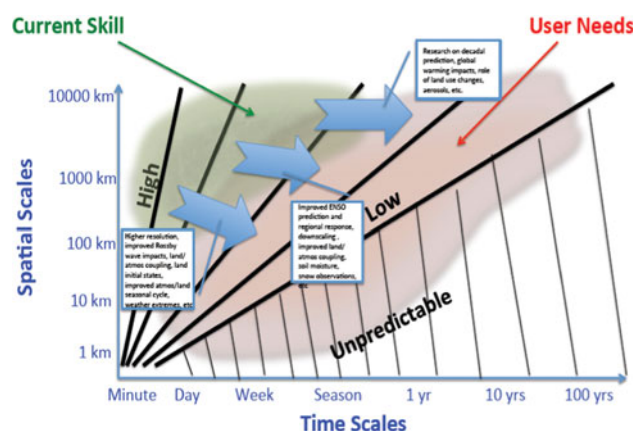 Current Skill
User Needs
Research on decadal
prediction, global
warming impacts, role
of land use changes,
aerosols, etc.
10000 km
1000 km
100 km
10 km
1 km
Spatial Scales
High
Low
Unpredictable
Higher resolution,
improved Rossby
wave impacts, land/
atmos coupling, land
initial states,
improved atmos/land
seasonal cycle,
weather extremes, etc
Improved ENSO
prediction and
regional response,
downscaling ,
improved land/
atmos coupling,
soil moisture,
snow observations,
etc
Minute
Day
Week
Season
1 yr
10 yrs
100 yrs
Time Scales